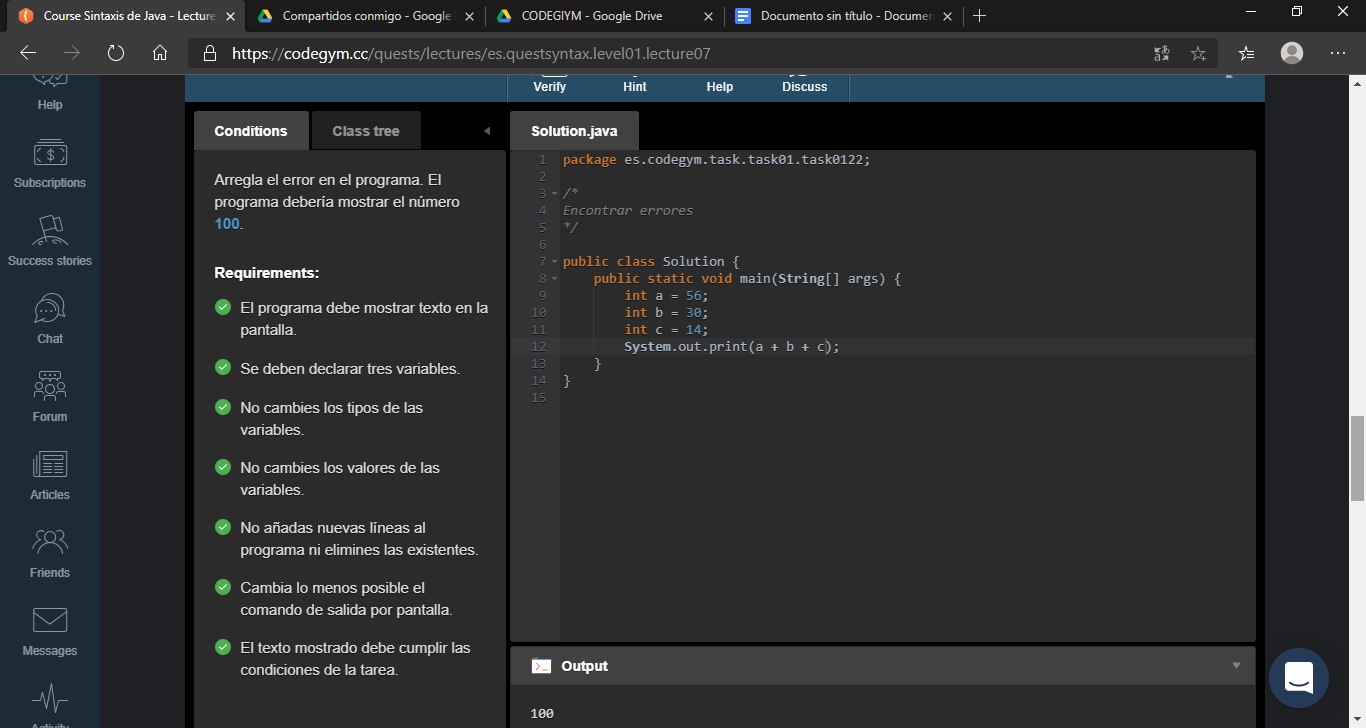 Course Sintaxis de Java - Lecture
Compartidos conmigo - Google
CODEGIYM - Google Drive
Documento sin título - Documen
https://codegym.cc/quests/lectures/es.questsyntax.level01.lecture07
Help
Subscriptions
Success stories
Chat
Forum
Articles
Friends
Messages
Activity
Verify
Hint
Help
Discuss
Conditions
Class tree
Arregla el error en el programa. El
programa debería mostrar el número
100.
Requirements:
El programa debe mostrar texto en la
pantalla.
Se deben declarar tres variables.
No cambies los tipos de las
variables.
No cambies los valores de las
variables.
No añadas nuevas líneas al
programa ni elimines las existentes.
Cambia lo menos posible el
comando de salida por pantalla.
El texto mostrado debe cumplir las
condiciones de la tarea.
Solution.java
1 package es.codegym.task.task01.task0122;
2
3 /*
4 Encontrar errores
5 */
6
7 public class Solution {
8 public static void main(String[] args) {
9 int a = 56;
10 int b = 30;
11 int c = 14;
12 System.out.print(a + b + c);
13 }
14 }
15
Output
100